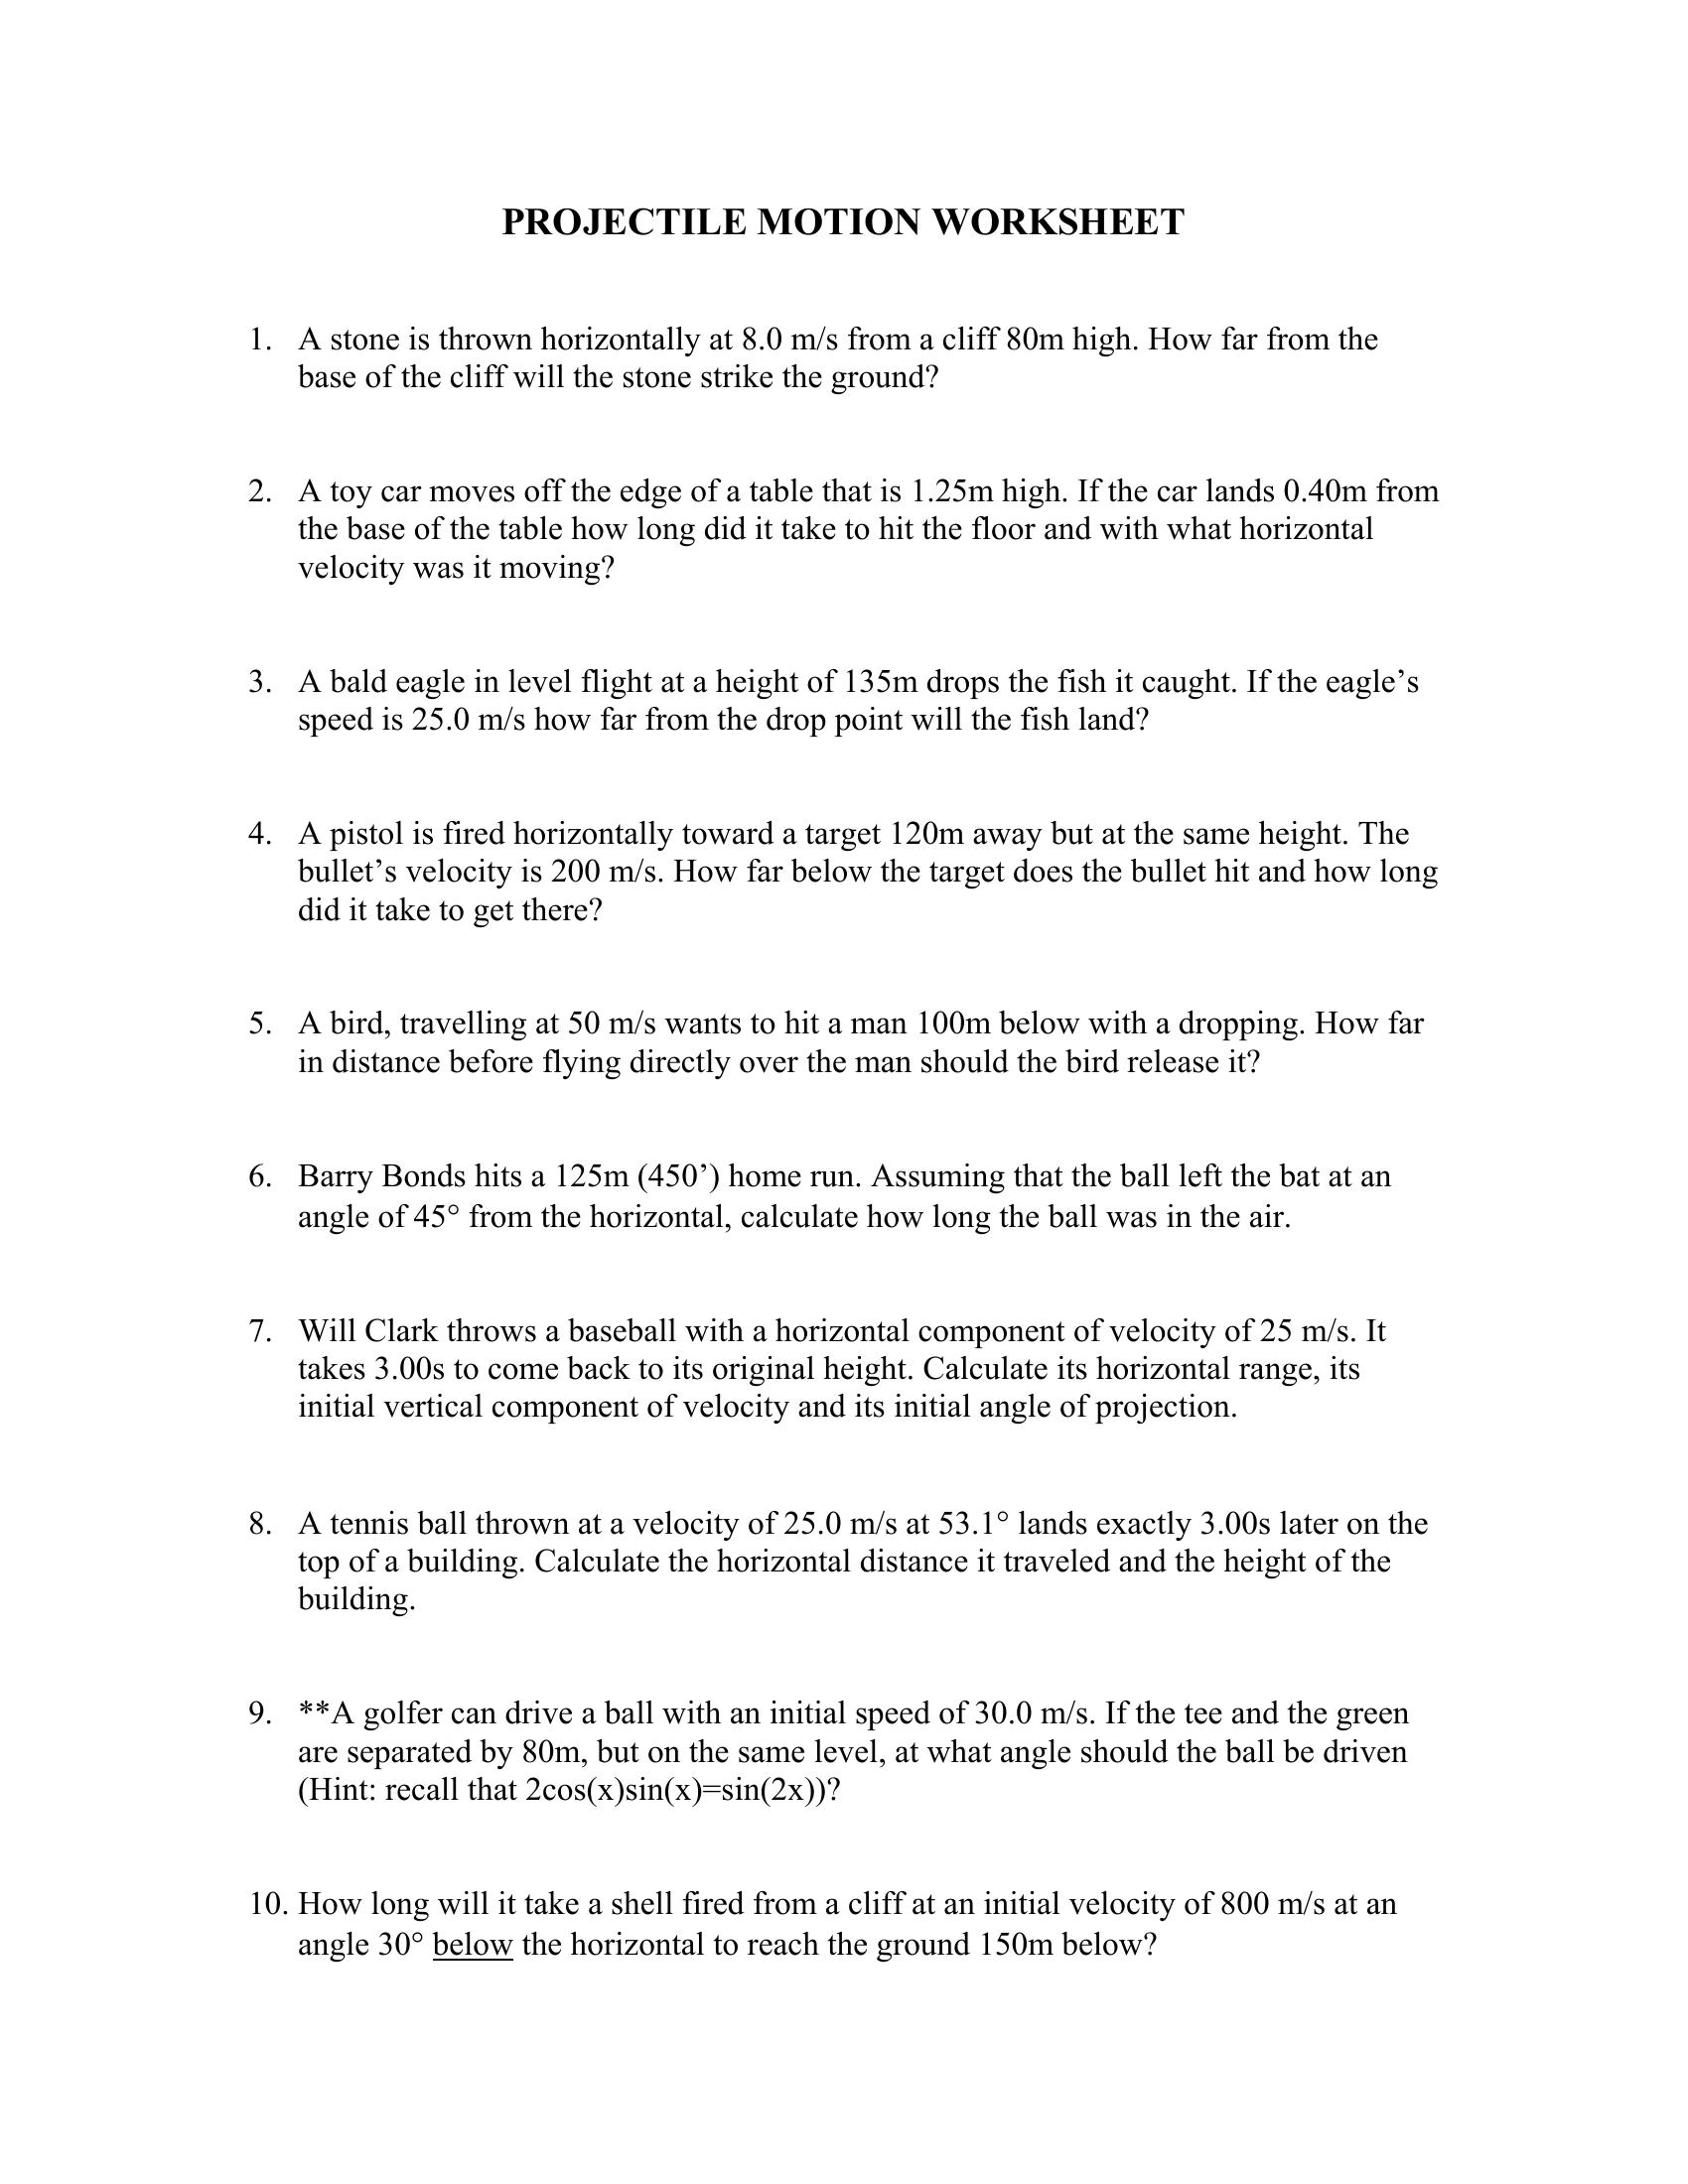 PROJECTILE MOTION WORKSHEET
1. A stone is thrown horizontally at 8.0 m/s from a cliff 80m high. How far from the
base of the cliff will the stone strike the ground?
2. A toy car moves off the edge of a table that is 1.25m high. If the car lands 0.40m from
the base of the table how long did it take to hit the floor and with what horizontal
velocity was it moving?
3. A bald eagle in level flight at a height of 135m drops the fish it caught. If the eagle’s
speed is 25.0 m/s how far from the drop point will the fish land?
4. A pistol is fired horizontally toward a target 120m away but at the same height. The
bullet’s velocity is 200 m/s. How far below the target does the bullet hit and how long
did it take to get there?
5. A bird, travelling at 50 m/s wants to hit a man 100m below with a dropping. How far
in distance before flying directly over the man should the bird release it?
6. Barry Bonds hits a 125m (450’) home run. Assuming that the ball left the bat at an
angle of 45° from the horizontal, calculate how long the ball was in the air.
7. Will Clark throws a baseball with a horizontal component of velocity of 25 m/s. It
takes 3.00s to come back to its original height. Calculate its horizontal range, its
initial vertical component of velocity and its initial angle of projection.
8. A tennis ball thrown at a velocity of 25.0 m/s at 53.1° lands exactly 3.00s later on the
top of a building. Calculate the horizontal distance it traveled and the height of the
building.
9. **A golfer can drive a ball with an initial speed of 30.0 m/s. If the tee and the green
are separated by 80m, but on the same level, at what angle should the ball be driven
(Hint: recall that 2cos(x)sin(x)=sin(2x))?
10. How long will it take a shell fired from a cliff at an initial velocity of 800 m/s at an
angle 30° below the horizontal to reach the ground 150m below?